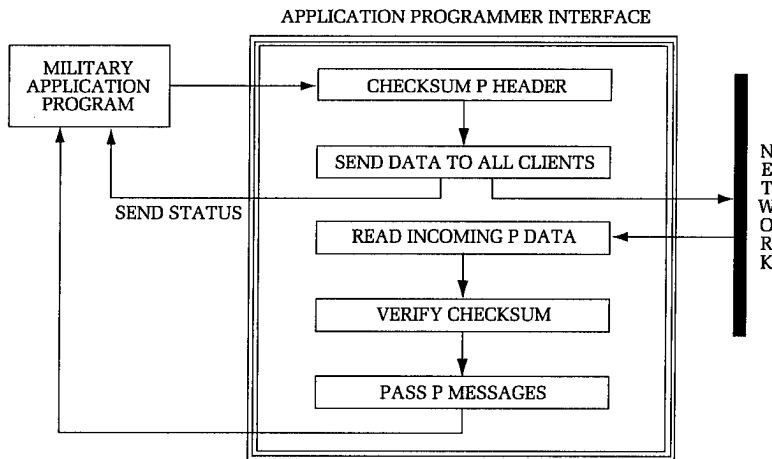 APPLICATION PROGRAMMER INTERFACE
MILITARY
APPLICATION
PROGRAM
CHECKSUM P HEADER
SEND DATA TO ALL CLIENTS
SEND STATUS
READ INCOMING P DATA
VERIFY CHECKSUM
PASS P MESSAGES
NETWORK